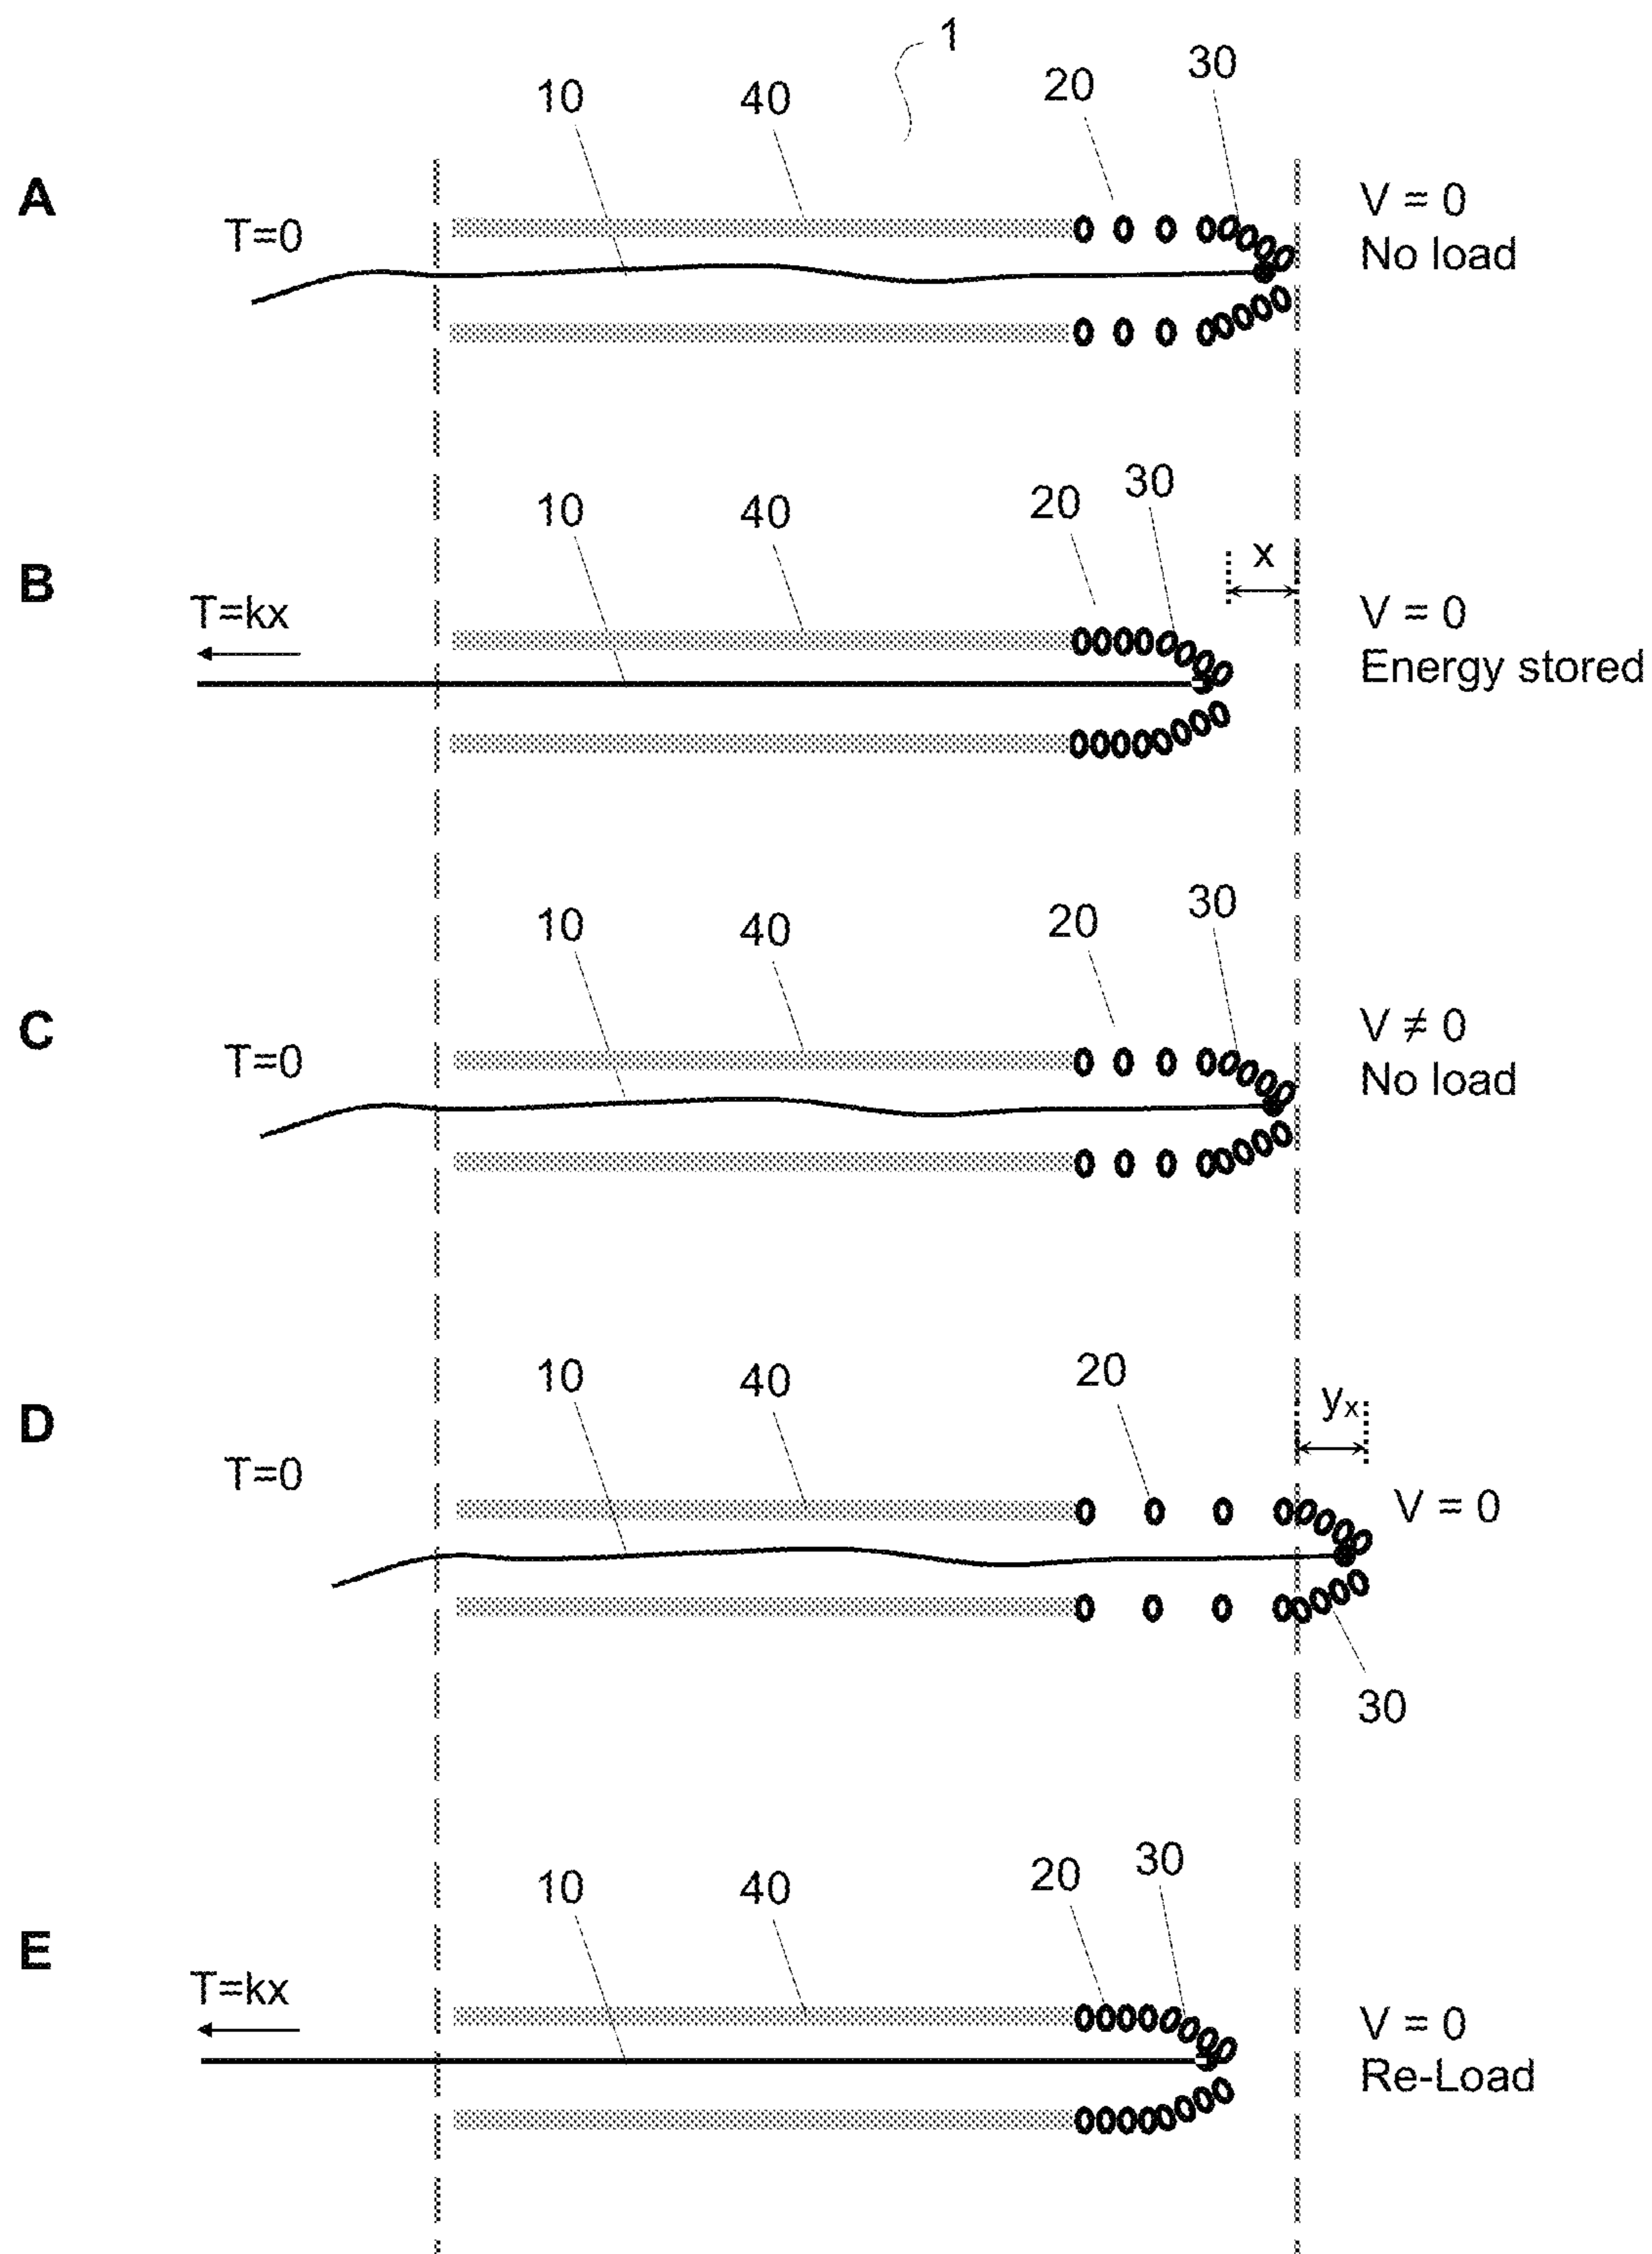 1
10
40
20
30
A
T=0
V = 0
No load
10
40
20
30
x
B
T=kx
V = 0
Energy stored
10
40
20
30
C
T=0
V ≠ 0
No load
10
40
20
yx
D
T=0
V = 0
30
10
40
20
30
E
T=kx
V = 0
Re-Load